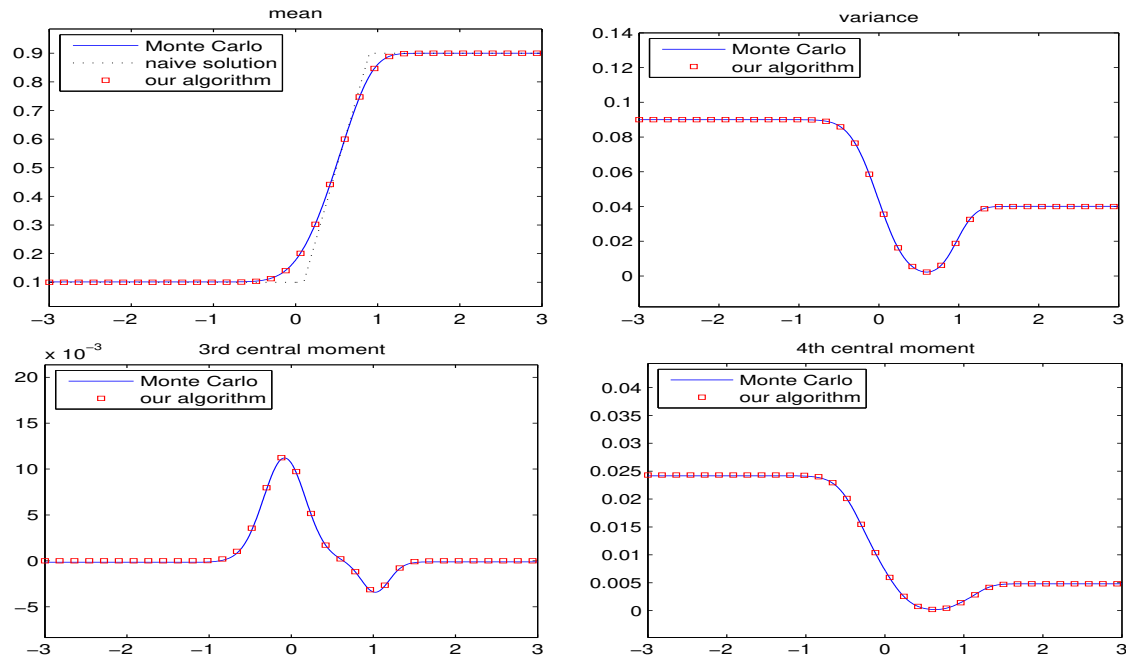 mean
Monte Carlo
naive solution
our algorithm
0.9
0.8
0.7
0.6
0.5
0.4
0.3
0.2
0.1
−3 −2 −1 0 1 2 3
variance
Monte Carlo
our algorithm
0.14
0.12
0.1
0.08
0.06
0.04
0.02
0
−3 −2 −1 0 1 2 3
x 10−3
3rd central moment
Monte Carlo
our algorithm
20
15
10
5
0
−5
−3 −2 −1 0 1 2 3
4th central moment
Monte Carlo
our algorithm
0.04
0.035
0.03
0.025
0.02
0.015
0.01
0.005
0
−3 −2 −1 0 1 2 3